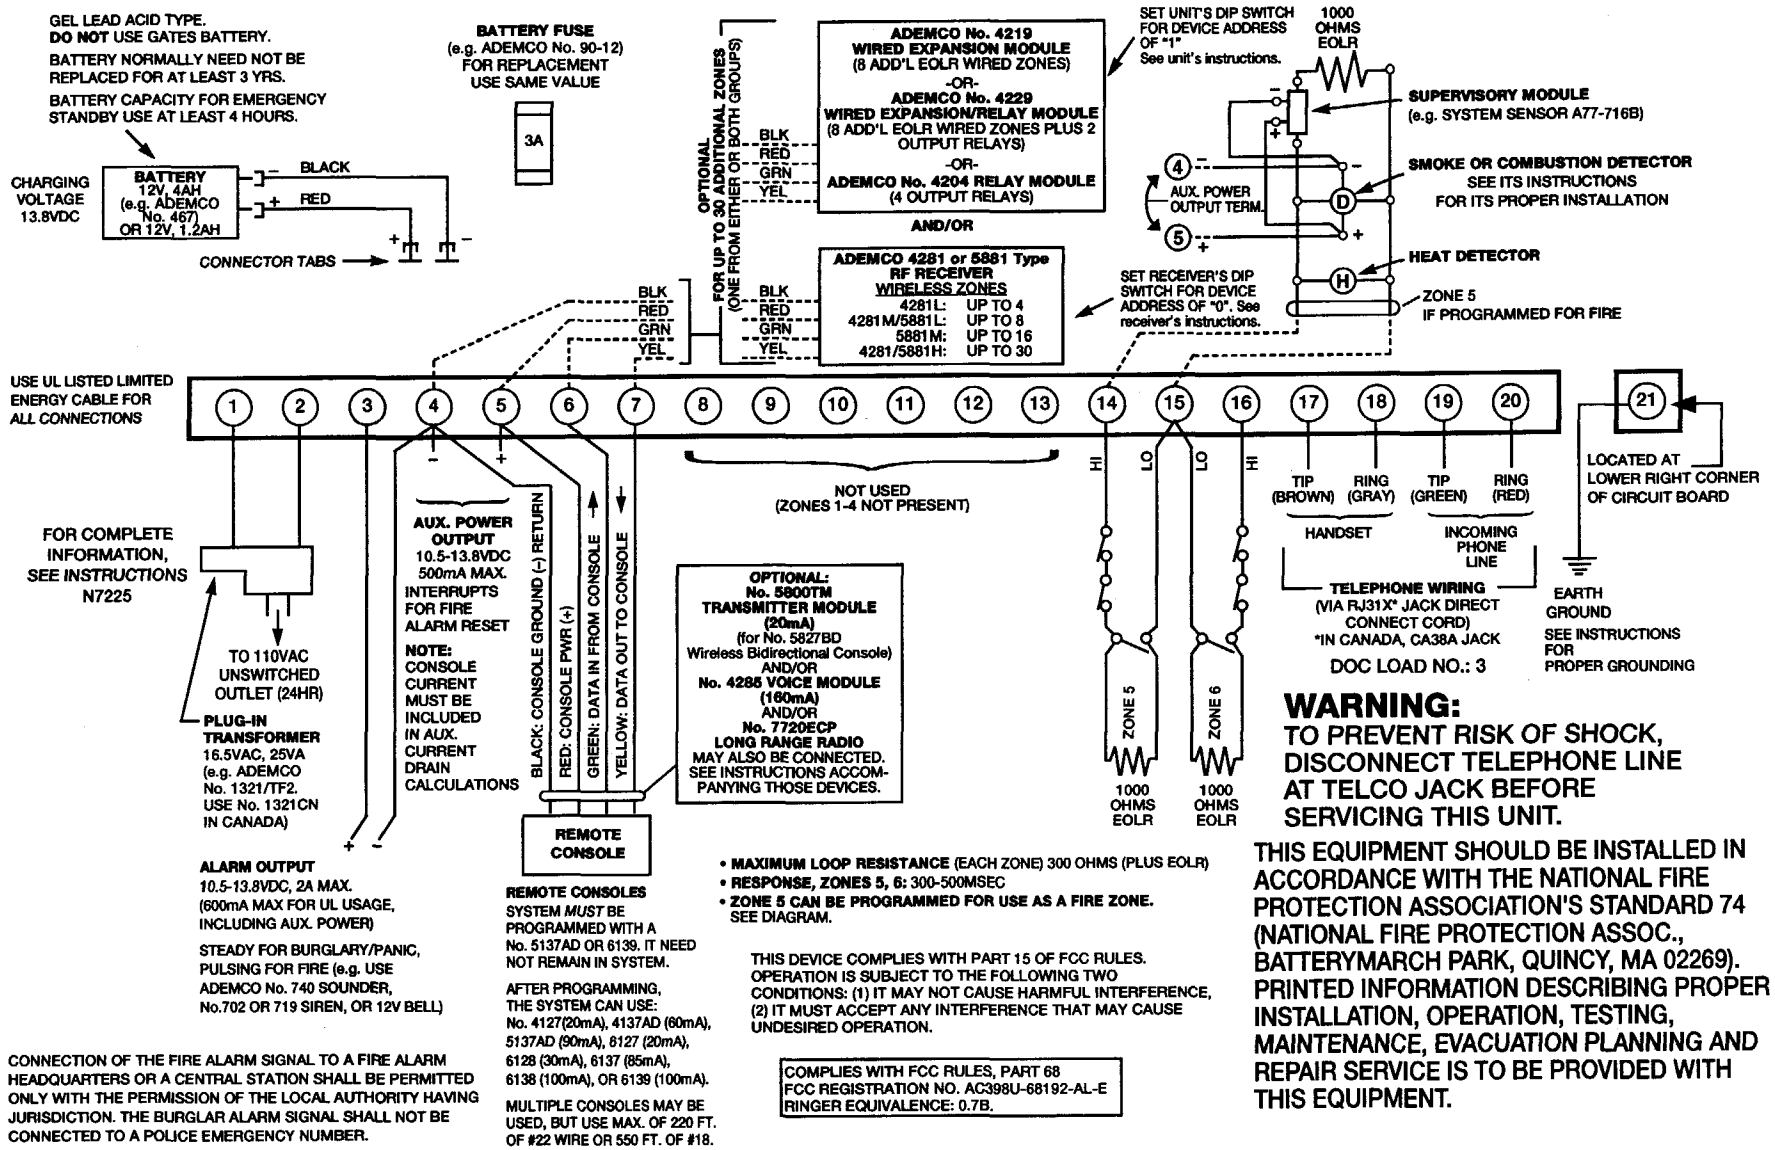 GEL LEAD ACID TYPE.
DO NOT USE GATES BATTERY.
BATTERY NORMALLY NEED NOT BE
REPLACED FOR AT LEAST 3 YRS.
BATTERY CAPACITY FOR EMERGENCY
STANDBY USE AT LEAST 4 HOURS.
CHARGING
VOLTAGE
13.8VDC
BATTERY
12V, 4AH
(e.g. ADEMCO
No. 467)
OR 12V, 1.2AH
− BLACK
+ RED
+ −
CONNECTOR TABS
BATTERY FUSE
(e.g. ADEMCO No. 90-12)
FOR REPLACEMENT
USE SAME VALUE
3A
OPTIONAL
FOR UP TO 30 ADDITIONAL ZONES
(ONE FROM EITHER OR BOTH GROUPS)
BLK
RED
GRN
YEL
ADEMCO No. 4219
WIRED EXPANSION MODULE
(8 ADD'L EOLR WIRED ZONES)
-OR-
ADEMCO No. 4229
WIRED EXPANSION/RELAY MODULE
(8 ADD'L EOLR WIRED ZONES PLUS 2
OUTPUT RELAYS)
-OR-
ADEMCO No. 4204 RELAY MODULE
(4 OUTPUT RELAYS)
AND/OR
BLK
RED
GRN
YEL
ADEMCO 4281 or 5881 Type
RF RECEIVER
WIRELESS ZONES
4281L: UP TO 4
4281M/5881L: UP TO 8
5881M: UP TO 16
4281/5881H: UP TO 30
BLK
RED
GRN
YEL
SET UNIT'S DIP SWITCH
FOR DEVICE ADDRESS
OF "1"
See unit's instructions.
SET RECEIVER'S DIP
SWITCH FOR DEVICE
ADDRESS OF "0". See
receiver's instructions.
1000
OHMS
EOLR
−
+
SUPERVISORY MODULE
(e.g. SYSTEM SENSOR A77-716B)
4 −
AUX. POWER
OUTPUT TERM.
5 +
−
D
+
SMOKE OR COMBUSTION DETECTOR
SEE ITS INSTRUCTIONS
FOR ITS PROPER INSTALLATION
H
HEAT DETECTOR
ZONE 5
IF PROGRAMMED FOR FIRE
USE UL LISTED LIMITED
ENERGY CABLE FOR
ALL CONNECTIONS
1 2 3 4 5 6 7 8 9 10 11 12 13 14 15 16 17 18 19 20 21
LOCATED AT
LOWER RIGHT CORNER
OF CIRCUIT BOARD
EARTH
GROUND
SEE INSTRUCTIONS
FOR
PROPER GROUNDING
FOR COMPLETE
INFORMATION,
SEE INSTRUCTIONS
N7225
TO 110VAC
UNSWITCHED
OUTLET (24HR)
PLUG-IN
TRANSFORMER
16.5VAC, 25VA
(e.g. ADEMCO
No. 1321/TF2.
USE No. 1321CN
IN CANADA)
+ −
ALARM OUTPUT
10.5-13.8VDC, 2A MAX.
(600mA MAX FOR UL USAGE,
INCLUDING AUX. POWER)
STEADY FOR BURGLARY/PANIC,
PULSING FOR FIRE (e.g. USE
ADEMCO No. 740 SOUNDER,
No.702 OR 719 SIREN, OR 12V BELL)
CONNECTION OF THE FIRE ALARM SIGNAL TO A FIRE ALARM
HEADQUARTERS OR A CENTRAL STATION SHALL BE PERMITTED
ONLY WITH THE PERMISSION OF THE LOCAL AUTHORITY HAVING
JURISDICTION. THE BURGLAR ALARM SIGNAL SHALL NOT BE
CONNECTED TO A POLICE EMERGENCY NUMBER.
− +
AUX. POWER
OUTPUT
10.5-13.8VDC
500mA MAX.
INTERRUPTS
FOR FIRE
ALARM RESET
NOTE:
CONSOLE
CURRENT
MUST BE
INCLUDED
IN AUX.
CURRENT
DRAIN
CALCULATIONS
BLACK: CONSOLE GROUND (−) RETURN
RED: CONSOLE PWR (+)
GREEN: DATA IN FROM CONSOLE
YELLOW: DATA OUT TO CONSOLE
REMOTE
CONSOLE
REMOTE CONSOLES
SYSTEM MUST BE
PROGRAMMED WITH A
No. 5137AD OR 6139. IT NEED
NOT REMAIN IN SYSTEM.
AFTER PROGRAMMING,
THE SYSTEM CAN USE:
No. 4127(20mA), 4137AD (60mA),
5137AD (90mA), 6127 (20mA),
6128 (30mA), 6137 (85mA),
6138 (100mA), OR 6139 (100mA).
MULTIPLE CONSOLES MAY BE
USED, BUT USE MAX. OF 220 FT.
OF #22 WIRE OR 550 FT. OF #18.
OPTIONAL:
No. 5800TM
TRANSMITTER MODULE
(20mA)
(for No. 5827BD
Wireless Bidirectional Console)
AND/OR
No. 4285 VOICE MODULE
(160mA)
AND/OR
No. 7720ECP
LONG RANGE RADIO
MAY ALSO BE CONNECTED.
SEE INSTRUCTIONS ACCOM-
PANYING THOSE DEVICES.
NOT USED
(ZONES 1-4 NOT PRESENT)
HI LO LO HI
ZONE 5 ZONE 6
1000
OHMS
EOLR
1000
OHMS
EOLR
TIP
(BROWN)
RING
(GRAY)
TIP
(GREEN)
RING
(RED)
HANDSET
INCOMING
PHONE
LINE
TELEPHONE WIRING
(VIA RJ31X* JACK DIRECT
CONNECT CORD)
*IN CANADA, CA38A JACK
DOC LOAD NO.: 3
• MAXIMUM LOOP RESISTANCE (EACH ZONE) 300 OHMS (PLUS EOLR)
• RESPONSE, ZONES 5, 6: 300-500MSEC
• ZONE 5 CAN BE PROGRAMMED FOR USE AS A FIRE ZONE.
SEE DIAGRAM.
THIS DEVICE COMPLIES WITH PART 15 OF FCC RULES.
OPERATION IS SUBJECT TO THE FOLLOWING TWO
CONDITIONS: (1) IT MAY NOT CAUSE HARMFUL INTERFERENCE,
(2) IT MUST ACCEPT ANY INTERFERENCE THAT MAY CAUSE
UNDESIRED OPERATION.
COMPLIES WITH FCC RULES, PART 68
FCC REGISTRATION NO. AC398U-68192-AL-E
RINGER EQUIVALENCE: 0.7B.
WARNING:
TO PREVENT RISK OF SHOCK,
DISCONNECT TELEPHONE LINE
AT TELCO JACK BEFORE
SERVICING THIS UNIT.
THIS EQUIPMENT SHOULD BE INSTALLED IN
ACCORDANCE WITH THE NATIONAL FIRE
PROTECTION ASSOCIATION'S STANDARD 74
(NATIONAL FIRE PROTECTION ASSOC.,
BATTERYMARCH PARK, QUINCY, MA 02269).
PRINTED INFORMATION DESCRIBING PROPER
INSTALLATION, OPERATION, TESTING,
MAINTENANCE, EVACUATION PLANNING AND
REPAIR SERVICE IS TO BE PROVIDED WITH
THIS EQUIPMENT.